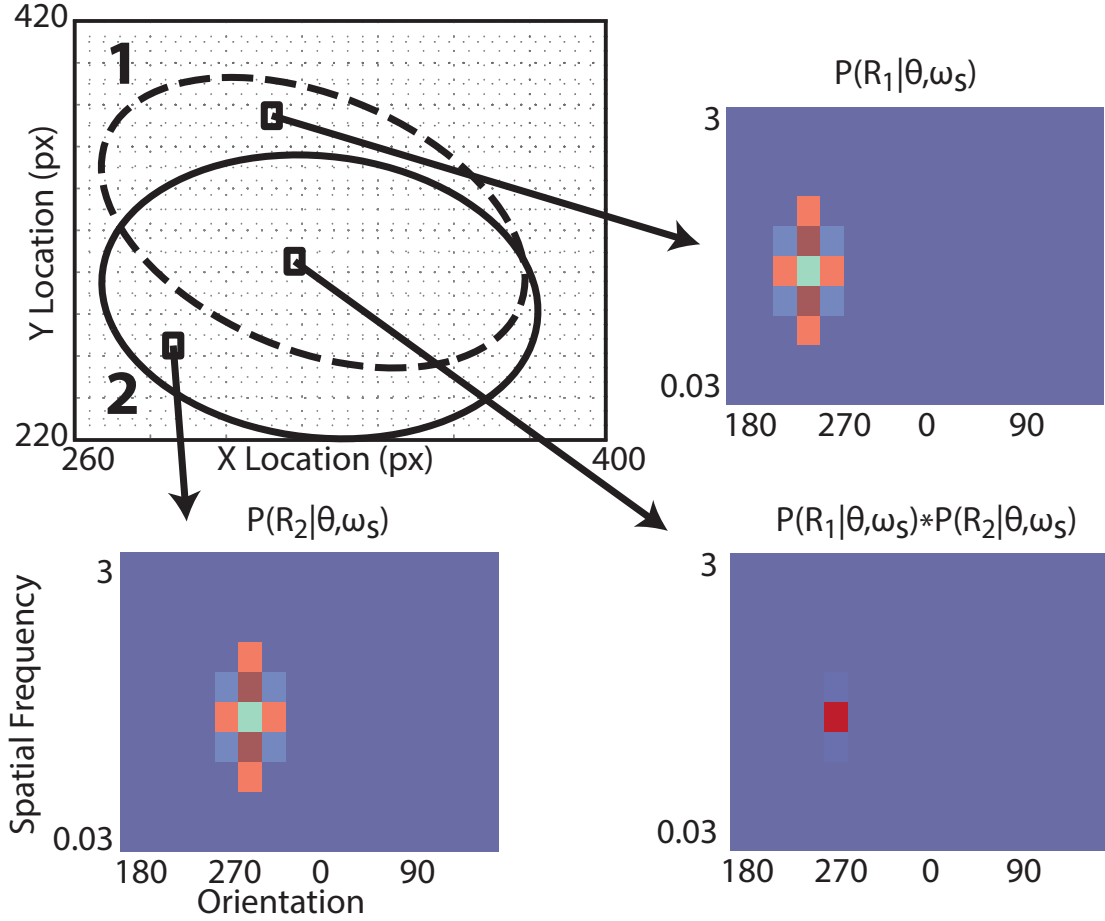 420
1
Y Location (px)
2
220
260
X Location (px)
400
P(R₁|θ,ωₛ)
3
0.03
180 270 0 90
P(R₂|θ,ωₛ)
3
Spatial Frequency
0.03
180 270 0 90
Orientation
P(R₁|θ,ωₛ)*P(R₂|θ,ωₛ)
3
0.03
180 270 0 90